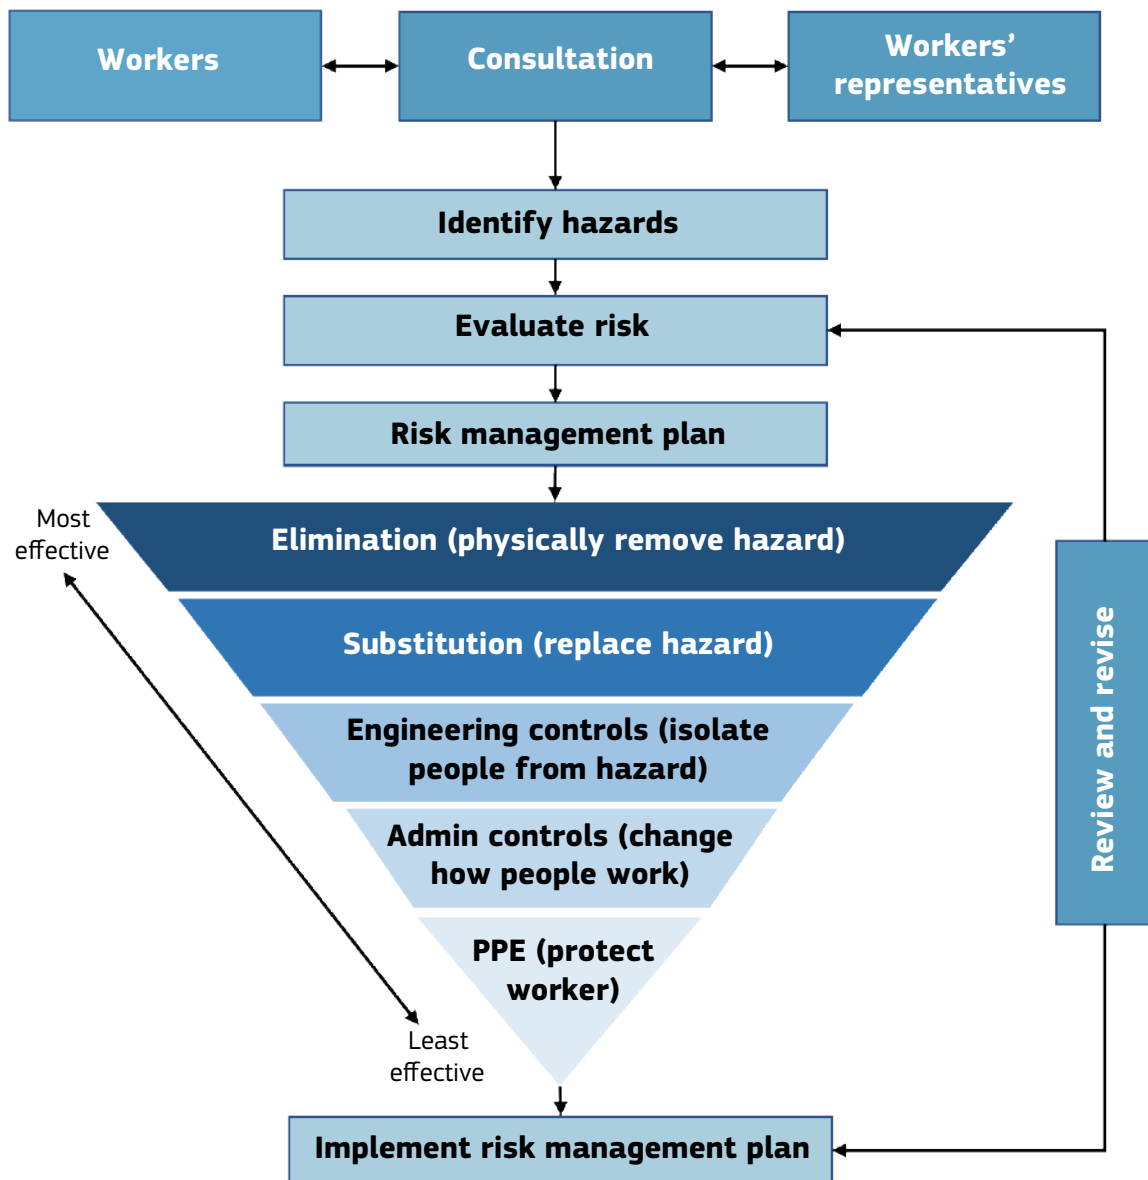 Workers
Consultation
Workers’
representatives
Identify hazards
Evaluate risk
Risk management plan
Most
effective
Elimination (physically remove hazard)
Substitution (replace hazard)
Engineering controls (isolate
people from hazard)
Admin controls (change
how people work)
PPE (protect
worker)
Least
effective
Implement risk management plan
Review and revise